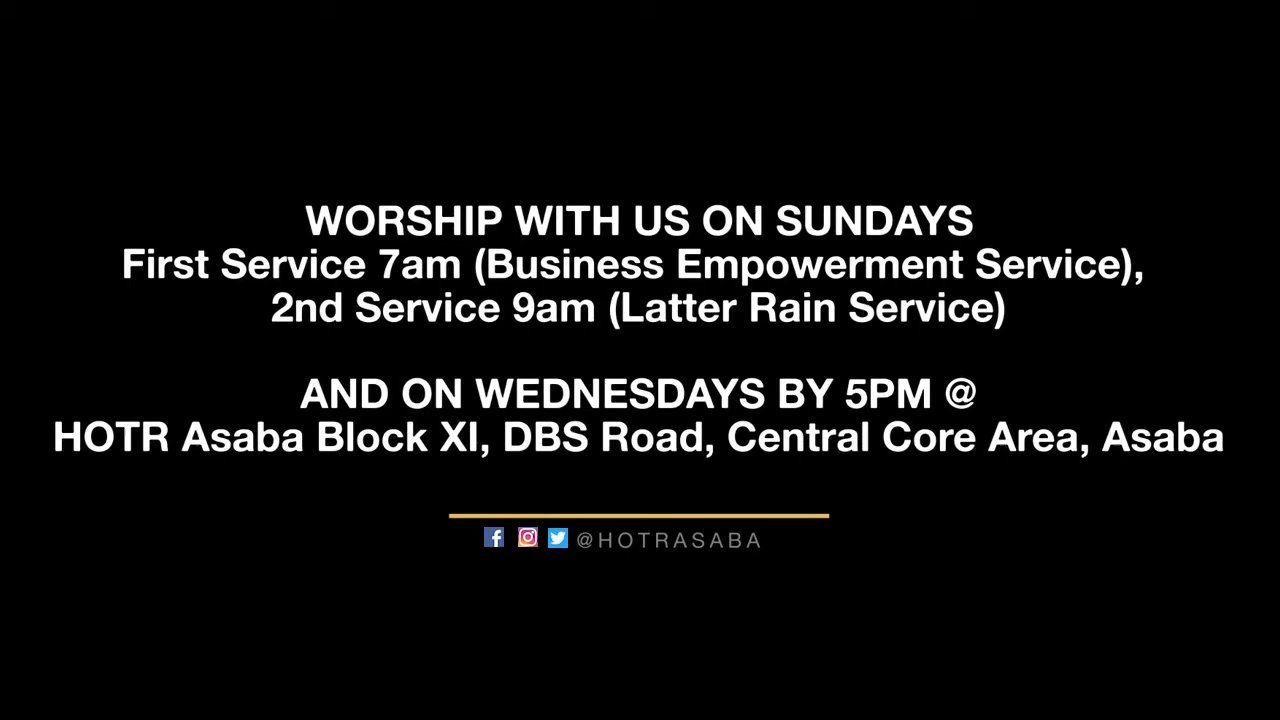 WORSHIP WITH US ON SUNDAYS
First Service 7am (Business Empowerment Service),
2nd Service 9am (Latter Rain Service)
AND ON WEDNESDAYS BY 5PM @
HOTR Asaba Block XI, DBS Road, Central Core Area, Asaba
@HOTRASABA